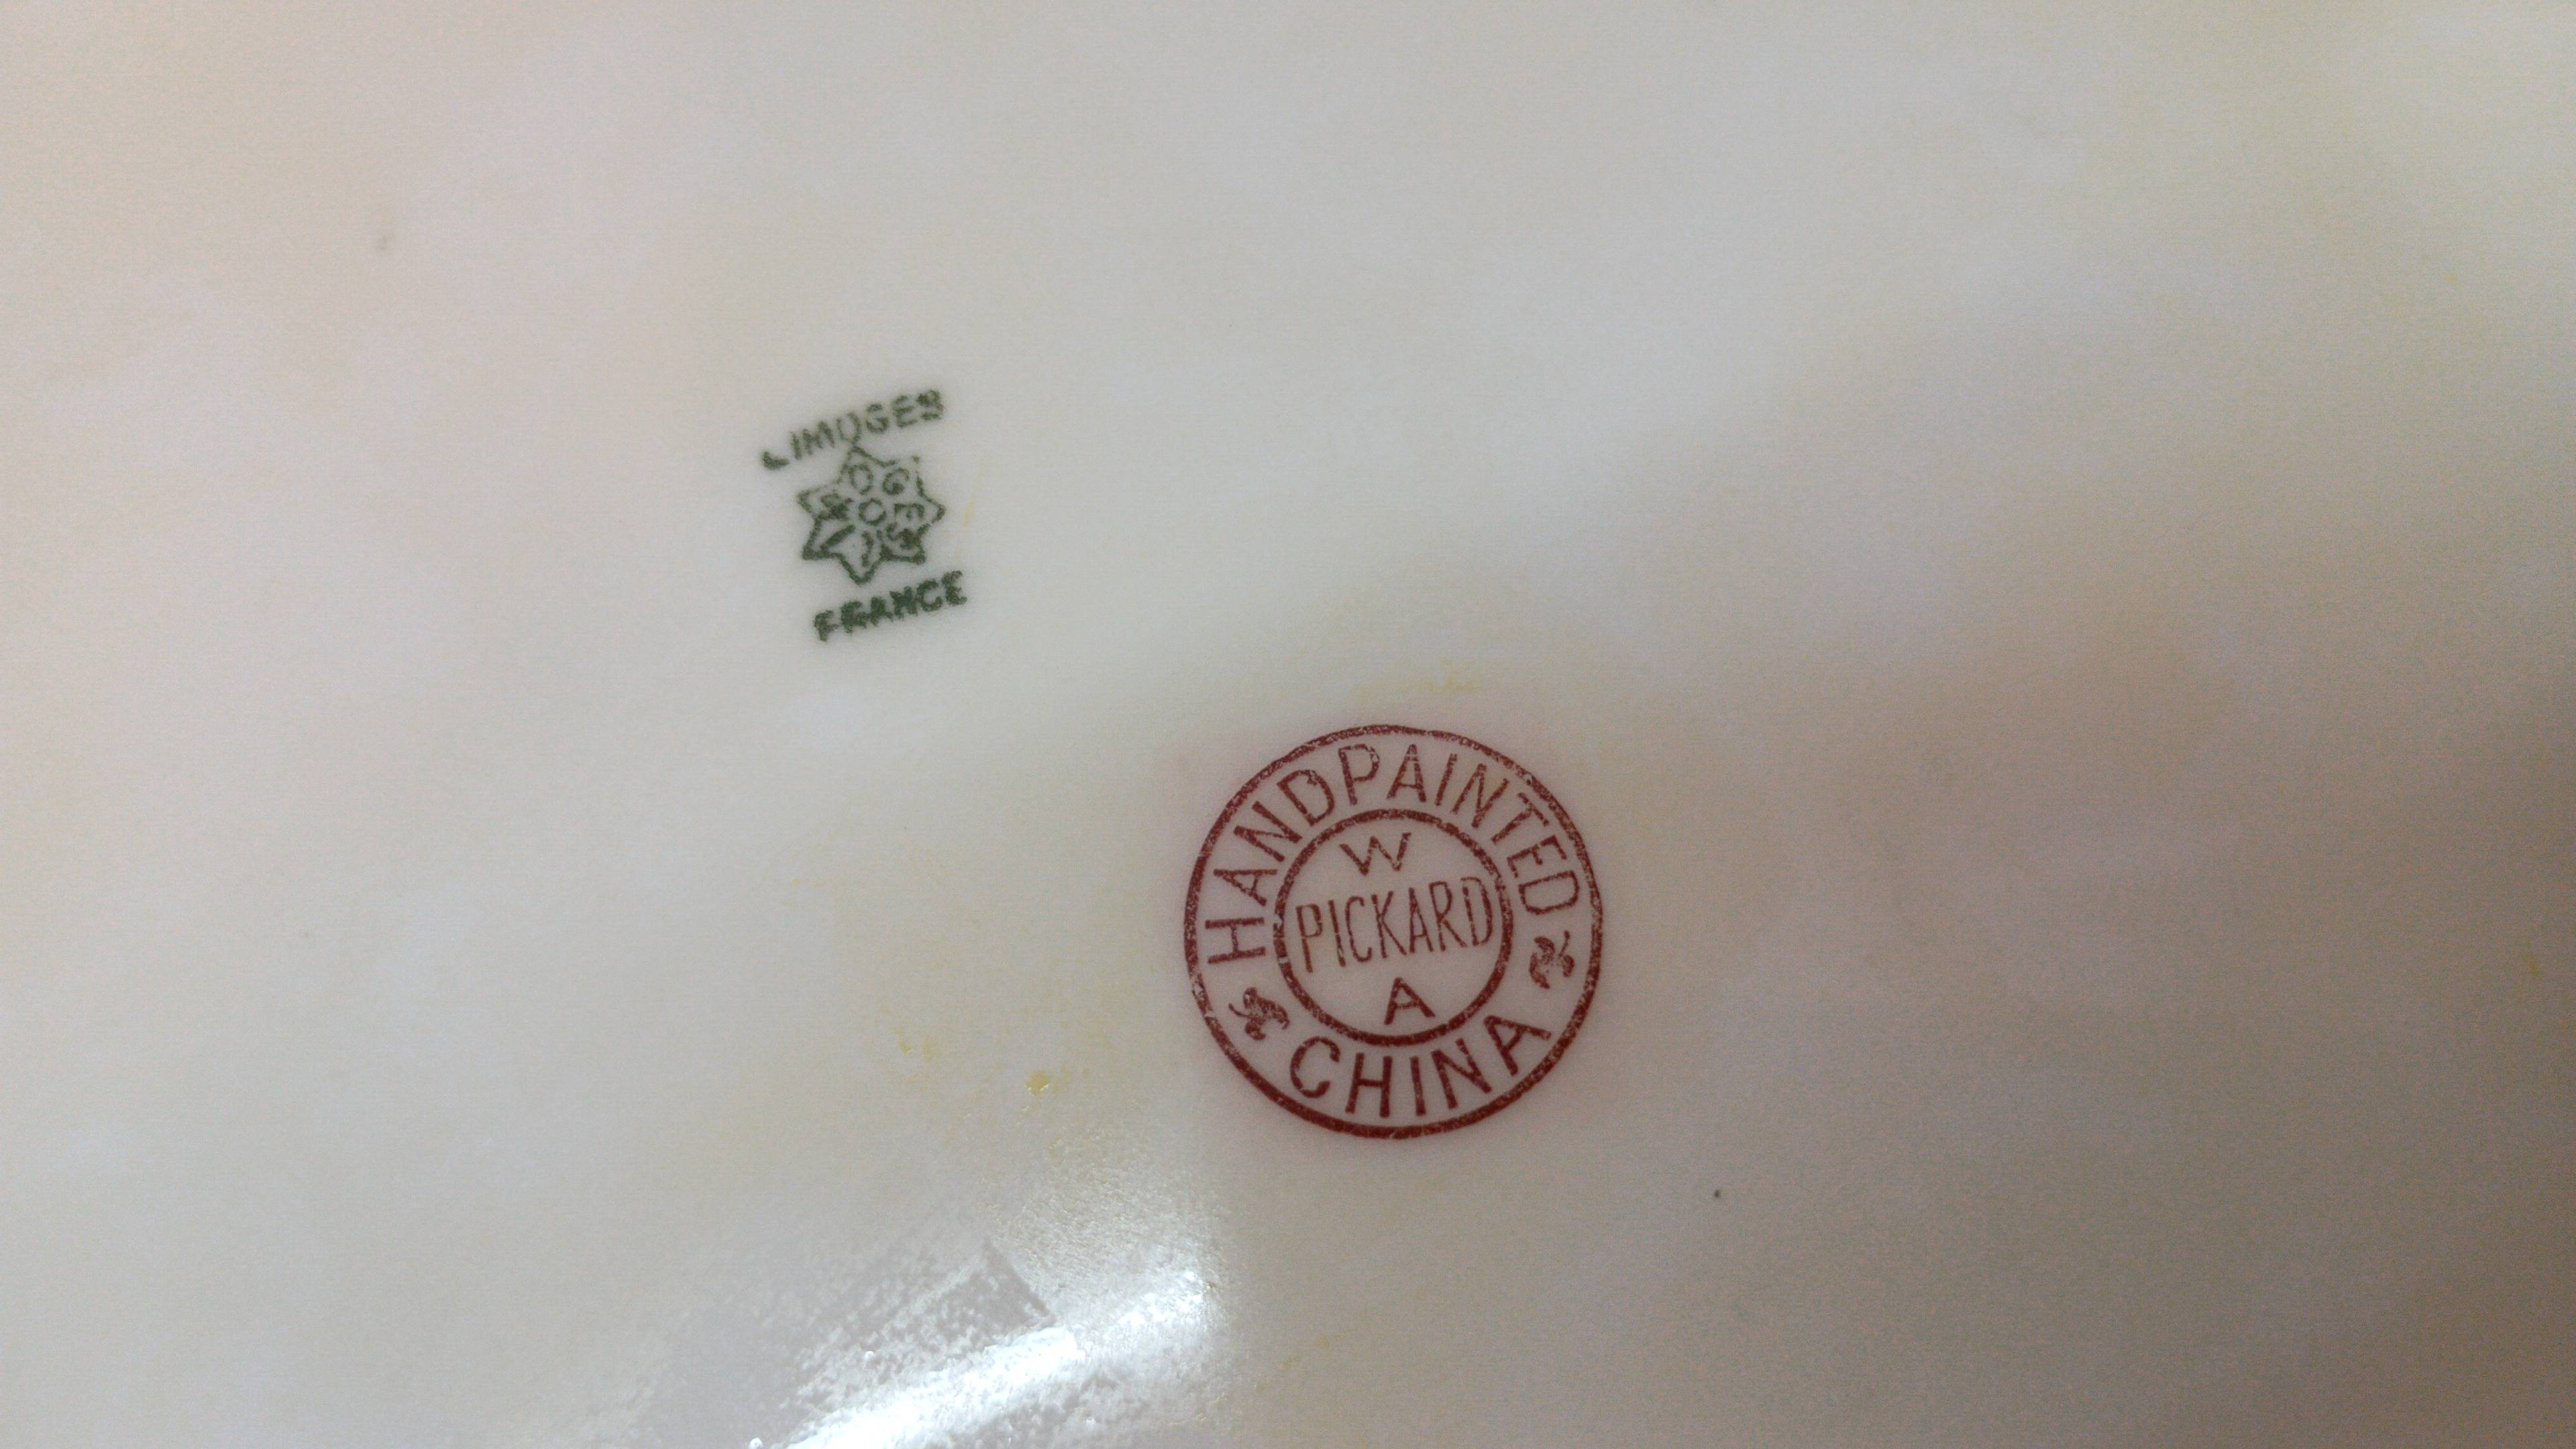 LIMOGES
FRANCE
HANDPAINTED
W
PICKARD
A
CHINA